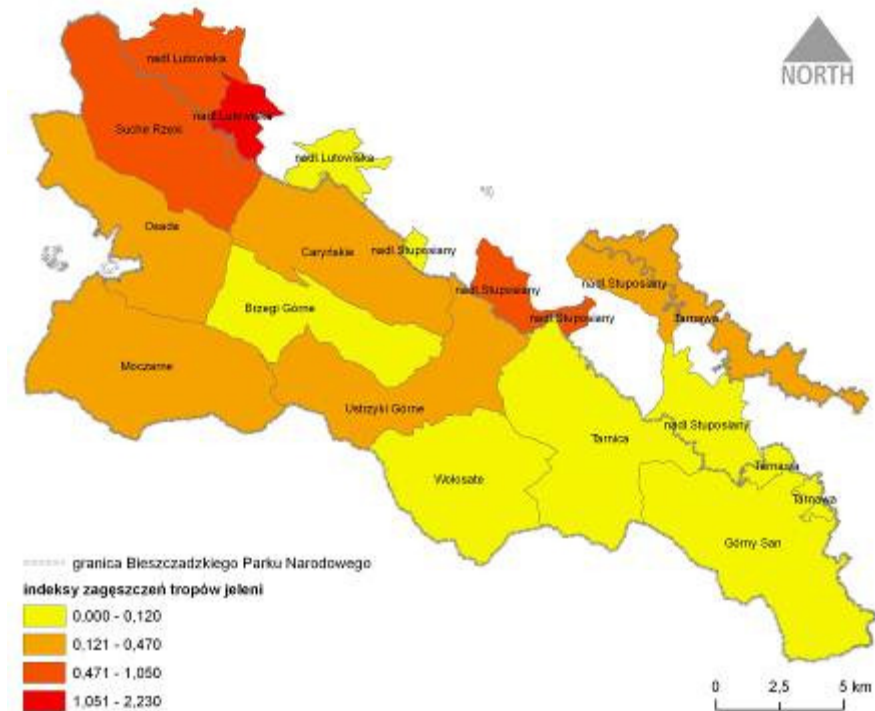 nadl.Lutowiska
NORTH
nadl.Lutowiska
Suche Rzeki
nadl.Lutowiska
Osada
Caryńskie
nadl.Stuposiany
nadl.Stuposiany
nadl.Stuposiany
Brzegi Górne
nadl.Stuposiany
Tarnawa
Moczarne
Ustrzyki Górne
nadl.Stuposiany
Tarnica
Wołosate
Tarnawa
Tarnawa
Górny San
granica Bieszczadzkiego Parku Narodowego
indeksy zagęszczeń tropów jeleni
0,000 - 0,120
0,121 - 0,470
0,471 - 1,050
1,051 - 2,230
0 2,5 5 km